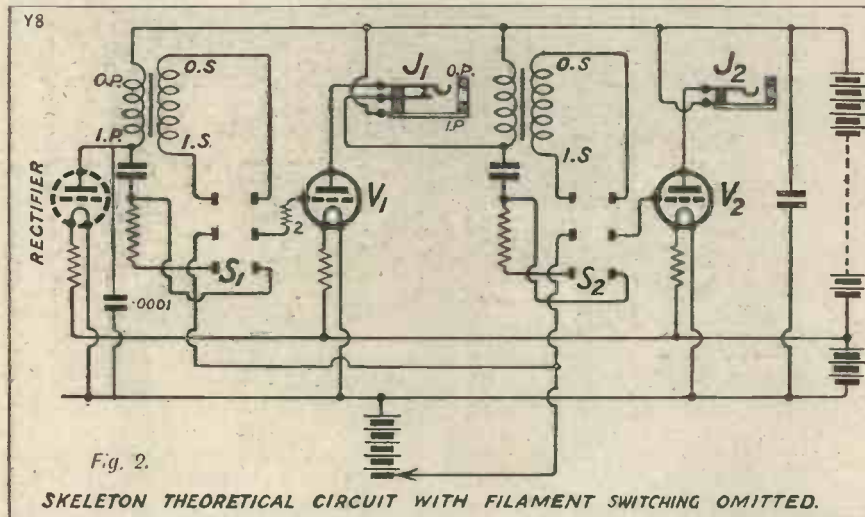 Y8
O.P.
O.S
J1
O.P.
O.S
J2
I.P.
I.S.
I.P
I.S
RECTIFIER
V1
V2
2
S1
S2
.0001
Fig. 2.
SKELETON THEORETICAL CIRCUIT WITH FILAMENT SWITCHING OMITTED.